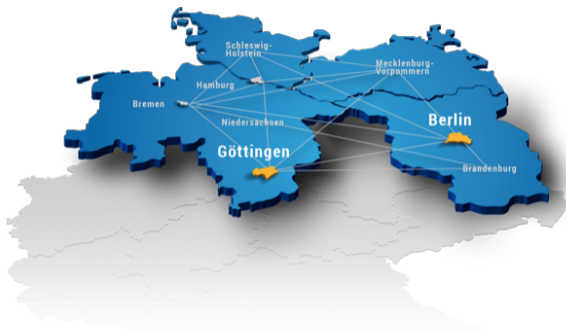 Schleswig-
Holstein
Mecklenburg-
Vorpommern
Hamburg
Bremen
Niedersachsen
Berlin
Göttingen
Brandenburg